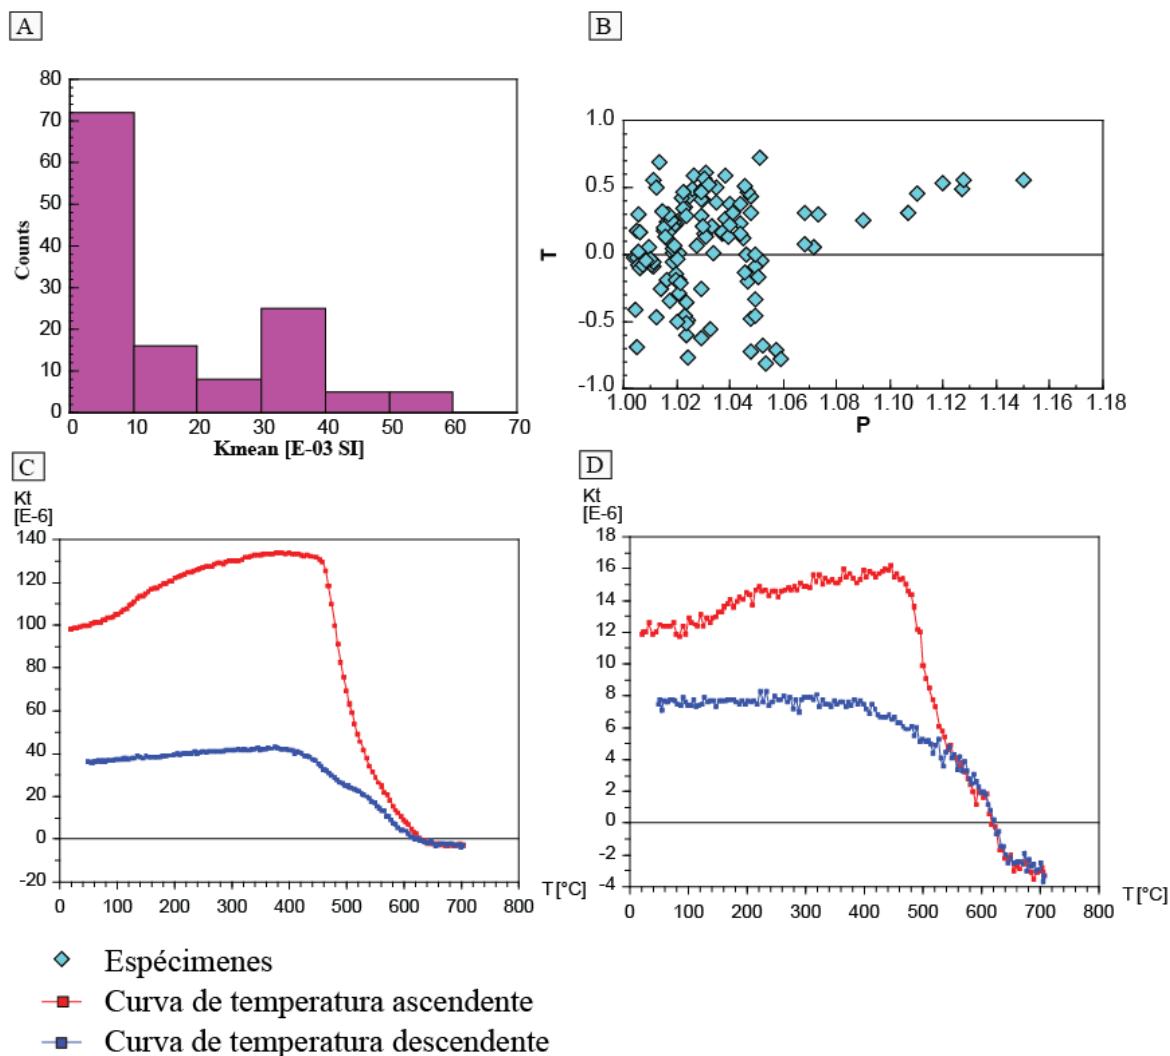 A
B
80
70
60
50
40
30
20
10
0
Counts
0 10 20 30 40 50 60 70
Kmean [E-03 SI]
1.0
0.5
0.0
-0.5
-1.0
T
1.00 1.02 1.04 1.06 1.08 1.10 1.12 1.14 1.16 1.18
P
C
D
Kt
[E-6]
140
120
100
80
60
40
20
0
-20
0 100 200 300 400 500 600 700 800
T [°C]
Kt
[E-6]
18
16
14
12
10
8
6
4
2
0
-2
-4
0 100 200 300 400 500 600 700 800
T [°C]
Espécimenes
Curva de temperatura ascendente
Curva de temperatura descendente